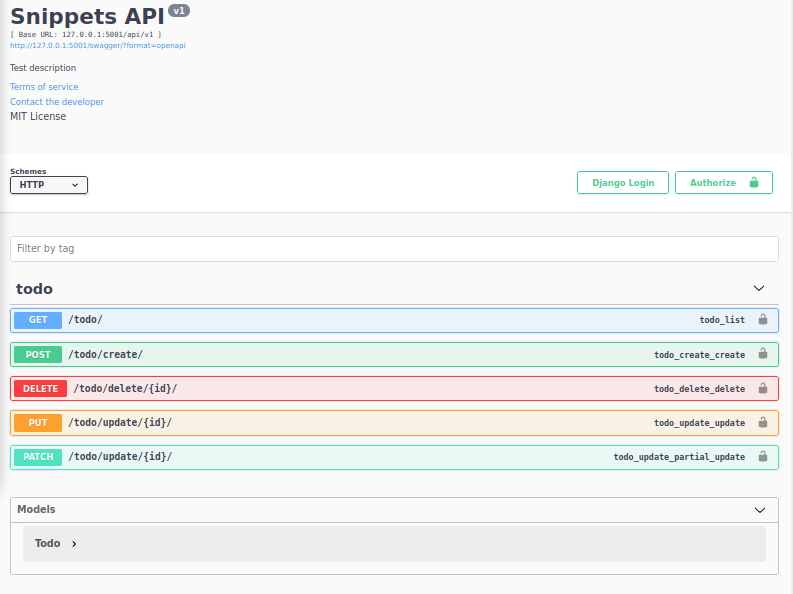 Snippets API v1
[ Base URL: 127.0.0.1:5001/api/v1 ]
http://127.0.0.1:5001/swagger/?format=openapi
Test description
Terms of service
Contact the developer
MIT License
Schemes
HTTP
Django Login
Authorize
Filter by tag
todo
GET /todo/ todo_list
POST /todo/create/ todo_create_create
DELETE /todo/delete/{id}/ todo_delete_delete
PUT /todo/update/{id}/ todo_update_update
PATCH /todo/update/{id}/ todo_update_partial_update
Models
Todo